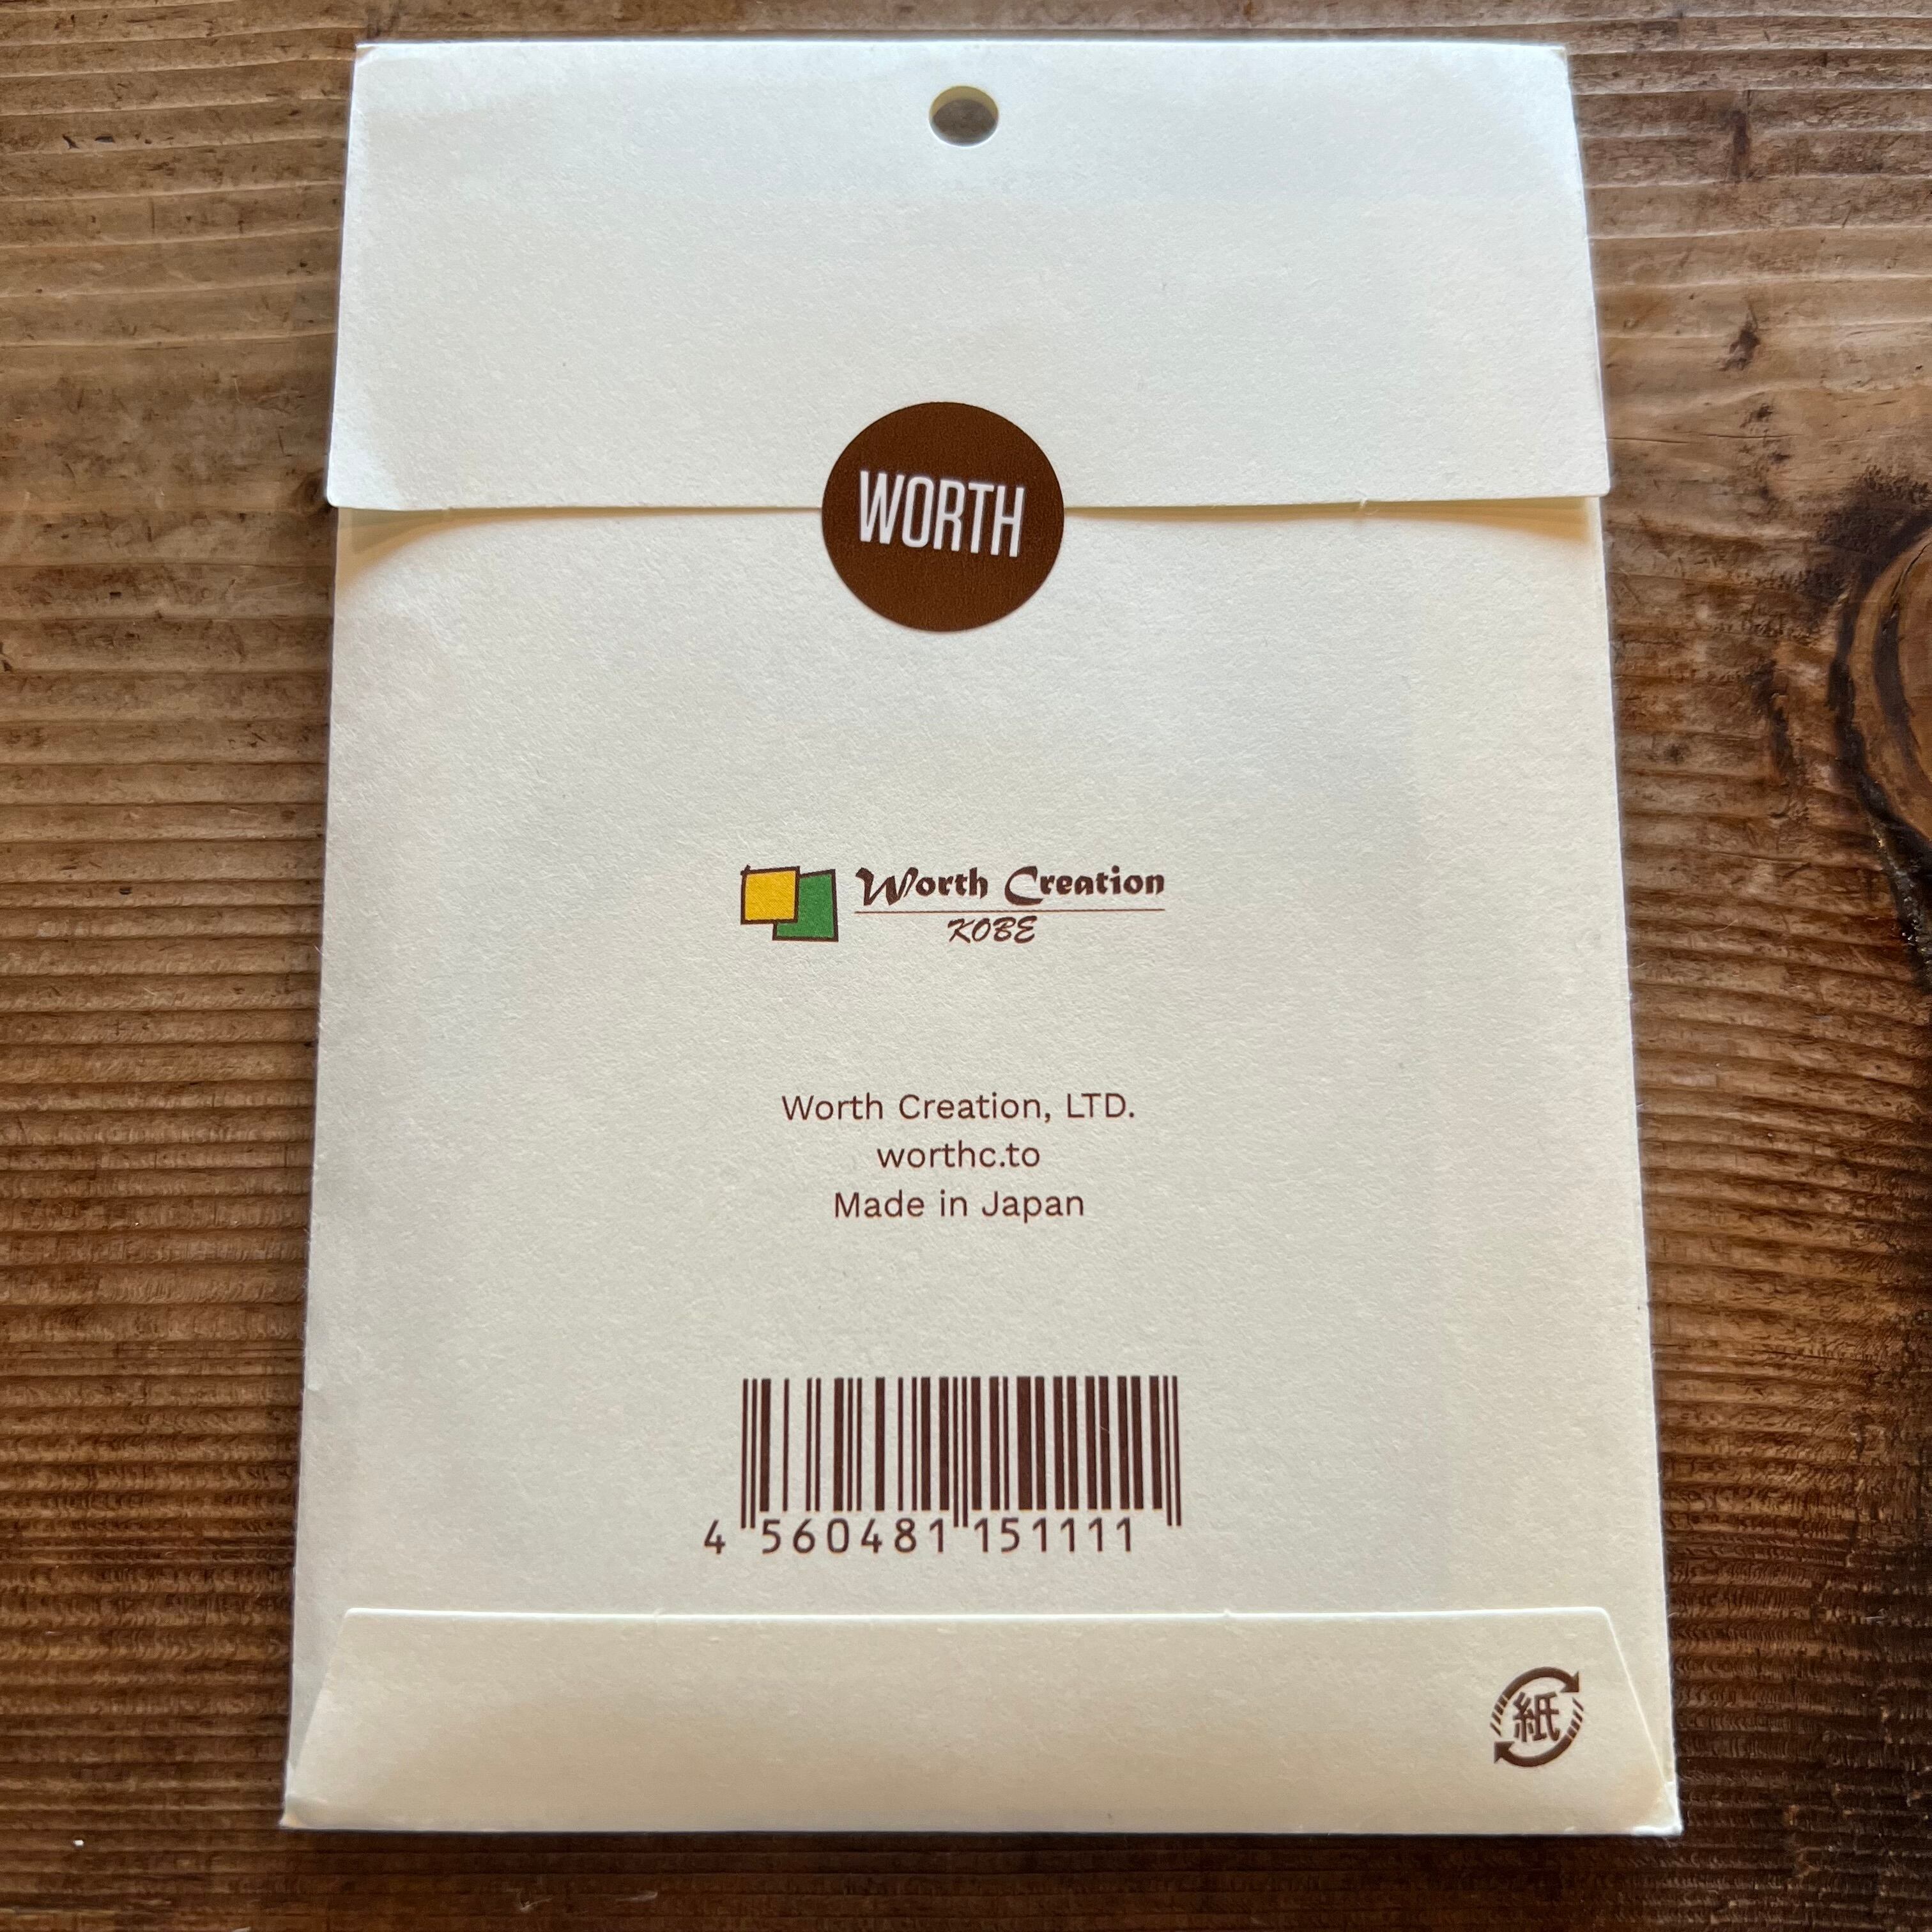 WORTH
Worth Creation
KOBE
Worth Creation, LTD.
worthc.to
Made in Japan
4 560481 151111
紙